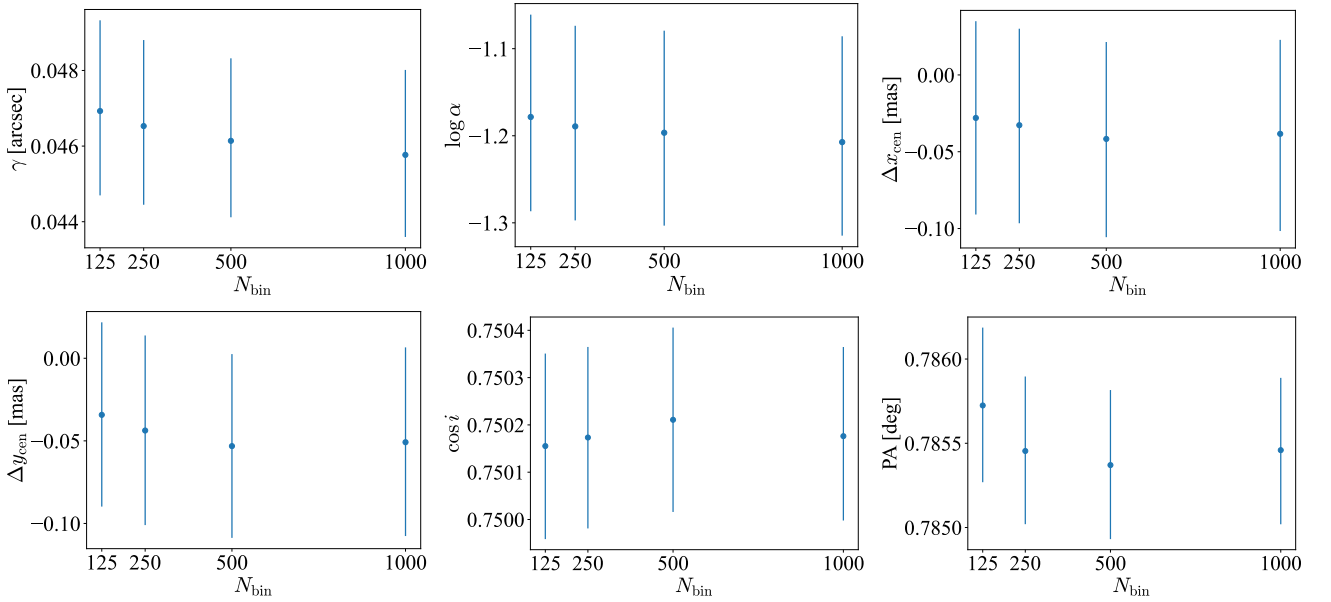 γ [arcsec]
0.048
0.046
0.044
125 250 500 1000
N_bin
log α
−1.1
−1.2
−1.3
125 250 500 1000
N_bin
Δx_cen [mas]
0.00
−0.05
−0.10
125 250 500 1000
N_bin
Δy_cen [mas]
0.00
−0.05
−0.10
125 250 500 1000
N_bin
cos i
0.7504
0.7503
0.7502
0.7501
0.7500
125 250 500 1000
N_bin
PA [deg]
0.7860
0.7855
0.7850
125 250 500 1000
N_bin